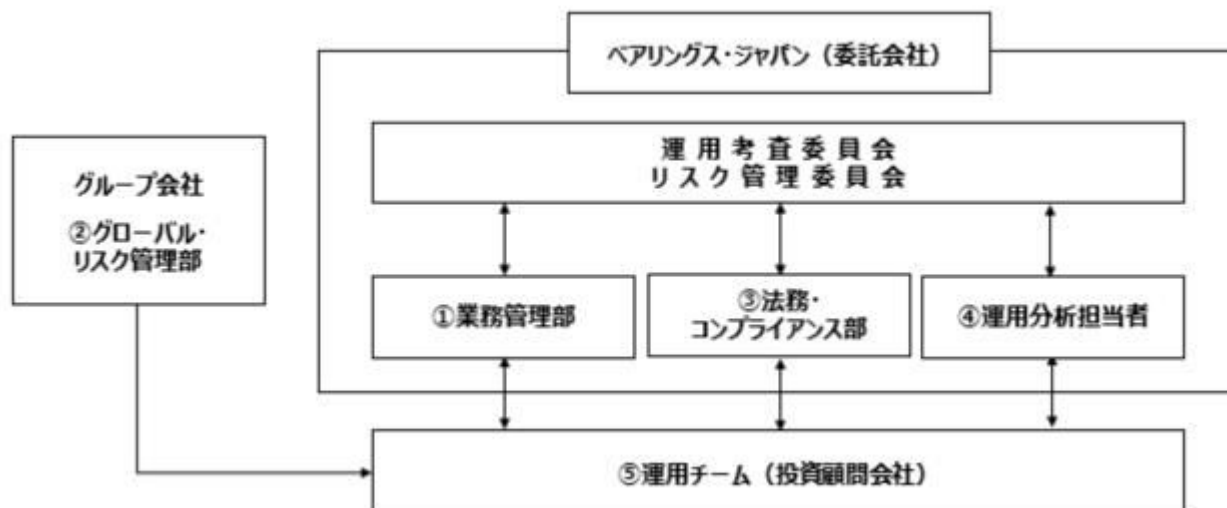 ベアリングス・ジャパン（委託会社）
運用考査委員会
リスク管理委員会
グループ会社
②グローバル・
リスク管理部
①業務管理部
③法務・
コンプライアンス部
④運用分析担当者
⑤運用チーム（投資顧問会社）